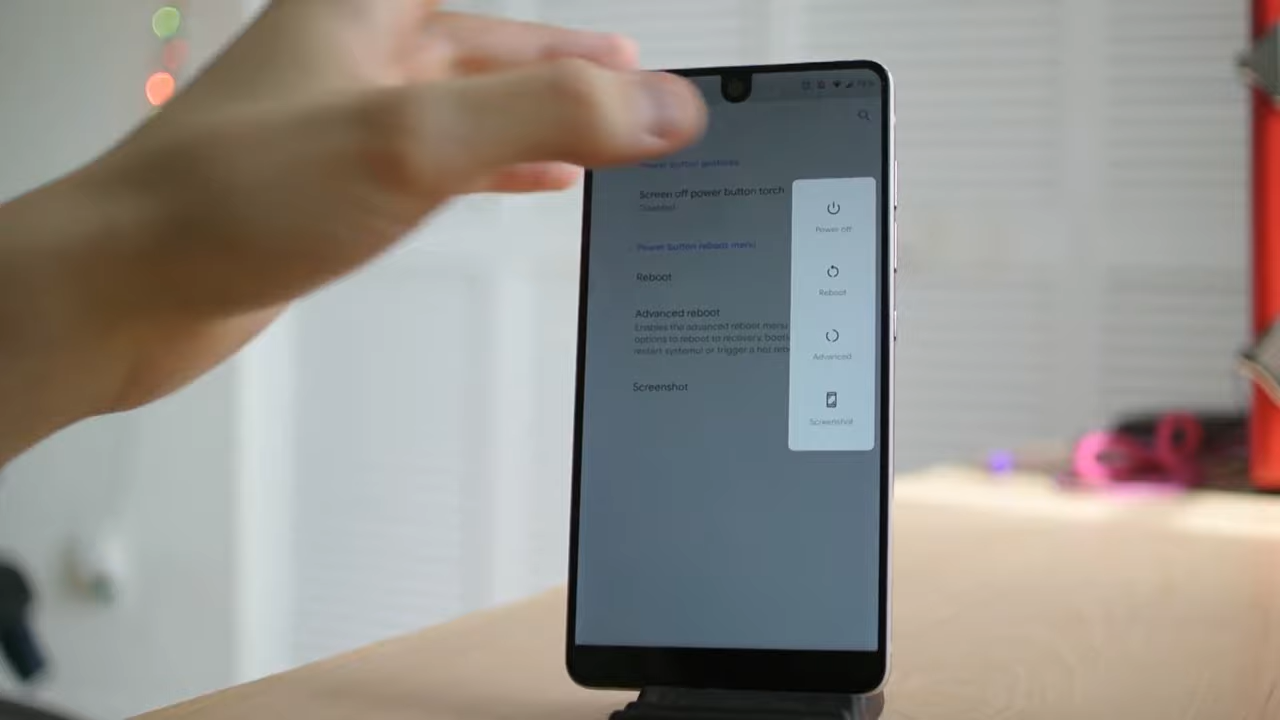 Power button gestures
Screen off power button torch
Disabled
Power button reboot menu
Reboot
Advanced reboot
Enables the advanced reboot menu
options to reboot to recovery, bootl
restart systemui or trigger a hot reb
Screenshot
Power off
Reboot
Advanced
Screenshot